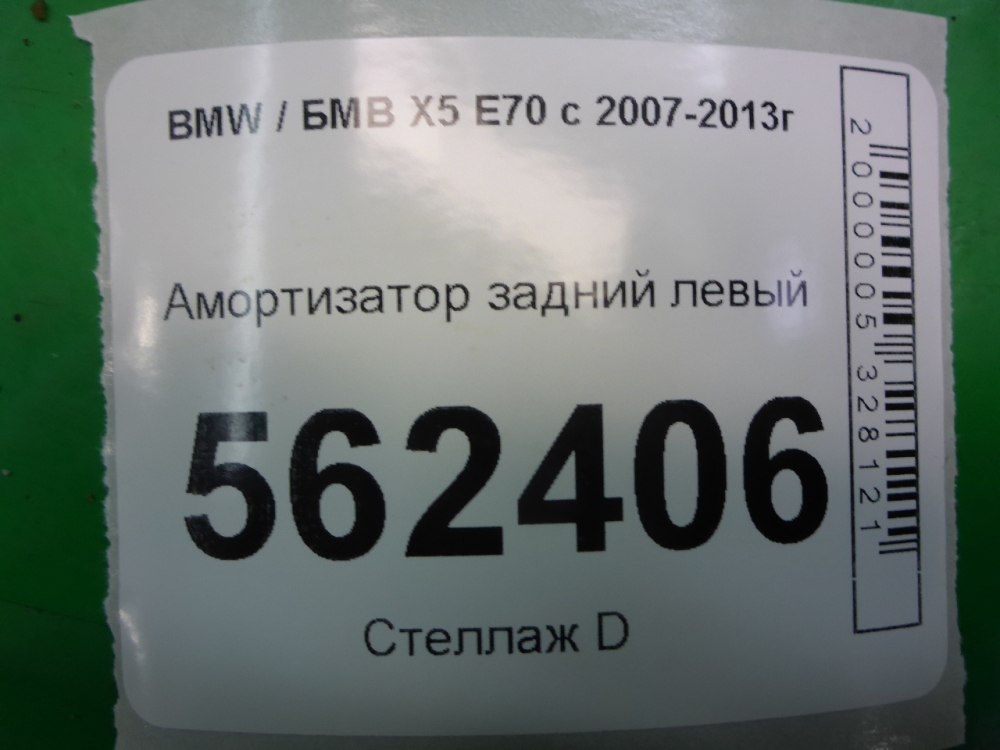 BMW / БМВ X5 E70 с 2007-2013г
Амортизатор задний левый
562406
Стеллаж D
2000005328121